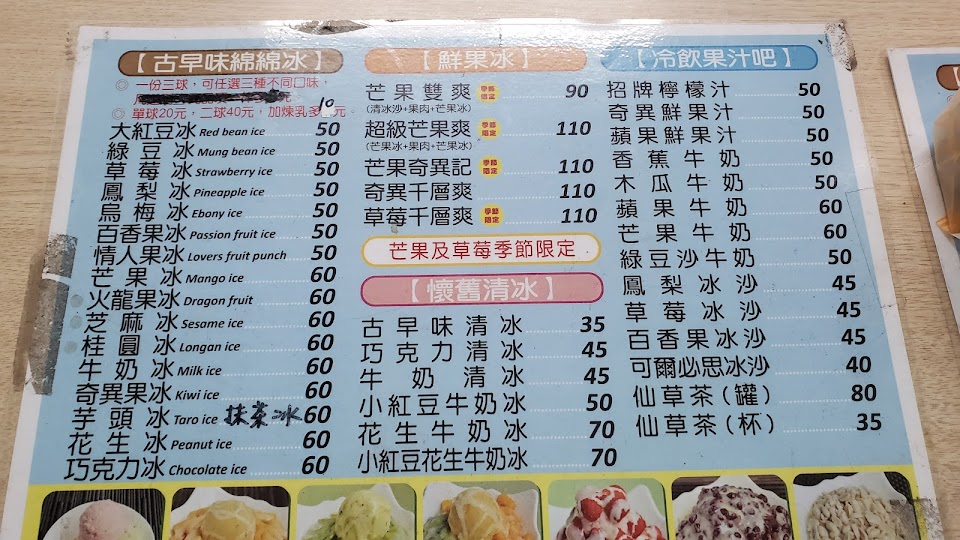 【古早味綿綿冰】
◎ 一份三球,可任選三種不同口味,
◎ 單球20元,二球40元,加煉乳多10元。
大紅豆冰 Red bean ice 50
綠豆冰 Mung bean ice 50
草莓冰 Strawberry ice 50
鳳梨冰 Pineapple ice 50
烏梅冰 Ebony ice 50
百香果冰 Passion fruit ice 50
情人果冰 Lovers fruit punch 50
芒果冰 Mango ice 60
火龍果冰 Dragon fruit 60
芝麻冰 Sesame ice 60
桂圓冰 Longan ice 60
牛奶冰 Milk ice 60
奇異果冰 Kiwi ice 60
芋頭冰 Taro ice 抹茶冰 60
花生冰 Peanut ice 60
巧克力冰 Chocolate ice 60
【鮮果冰】
芒果雙爽 季節限定 90
(清冰沙+果肉+芒果冰)
超級芒果爽 季節限定 110
(芒果冰+果肉+芒果冰)
芒果奇異記 季節限定 110
奇異千層爽 110
草莓千層爽 季節限定 110
芒果及草莓季節限定
【懷舊清冰】
古早味清冰 35
巧克力清冰 45
牛奶清冰 45
小紅豆牛奶冰 50
花生牛奶冰 70
小紅豆花生牛奶冰 70
【冷飲果汁吧】
招牌檸檬汁 50
奇異鮮果汁 50
蘋果鮮果汁 50
香蕉牛奶 50
木瓜牛奶 50
蘋果牛奶 60
芒果牛奶 60
綠豆沙牛奶 50
鳳梨冰沙 45
草莓冰沙 45
百香果冰沙 45
可爾必思冰沙 40
仙草茶(罐) 80
仙草茶(杯) 35